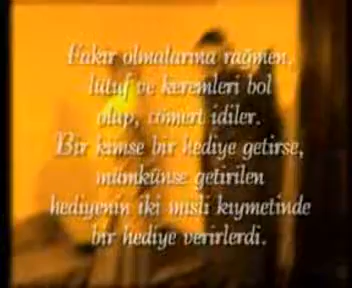 Fakir olmalarına rağmen,
lütuf ve keremleri bol
olup, cömert idiler.
Bir kimse bir hediye getirse,
mümkünse getirilen
hediyenin iki misli kıymetinde
bir hediye verirlerdi.